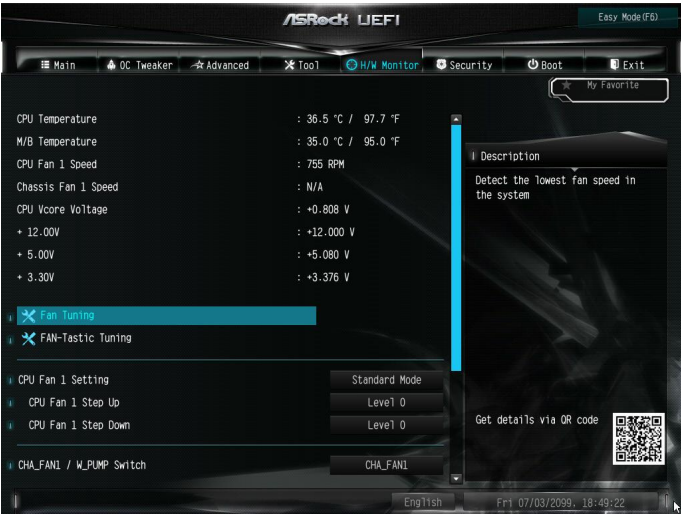 ASRock UEFI
Easy Mode(F6)
Main OC Tweaker Advanced Tool H/W Monitor Security Boot Exit
My Favorite
CPU Temperature : 36.5 °C / 97.7 °F
M/B Temperature : 35.0 °C / 95.0 °F
CPU Fan 1 Speed : 755 RPM
Chassis Fan 1 Speed : N/A
CPU Vcore Voltage : +0.808 V
+ 12.00V : +12.000 V
+ 5.00V : +5.080 V
+ 3.30V : +3.376 V
Fan Tuning
FAN-Tastic Tuning
CPU Fan 1 Setting Standard Mode
CPU Fan 1 Step Up Level 0
CPU Fan 1 Step Down Level 0
CHA_FAN1 / W_PUMP Switch CHA_FAN1
Description
Detect the lowest fan speed in
the system
Get details via QR code
English
Fri 07/03/2099. 18:49:22